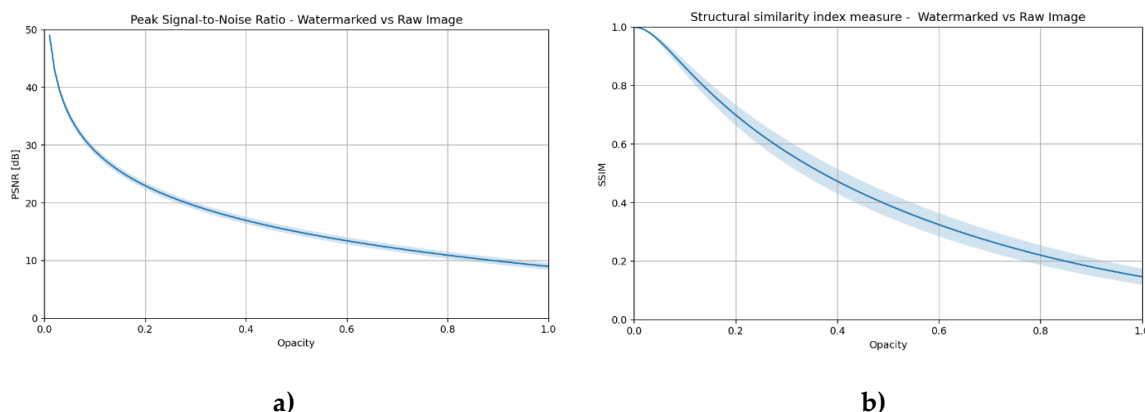 Peak Signal-to-Noise Ratio - Watermarked vs Raw Image
50
40
30
20
10
0
PSNR [dB]
0.0 0.2 0.4 0.6 0.8 1.0
Opacity
a)
Structural similarity index measure - Watermarked vs Raw Image
1.0
0.8
0.6
0.4
0.2
0.0
SSIM
0.0 0.2 0.4 0.6 0.8 1.0
Opacity
b)